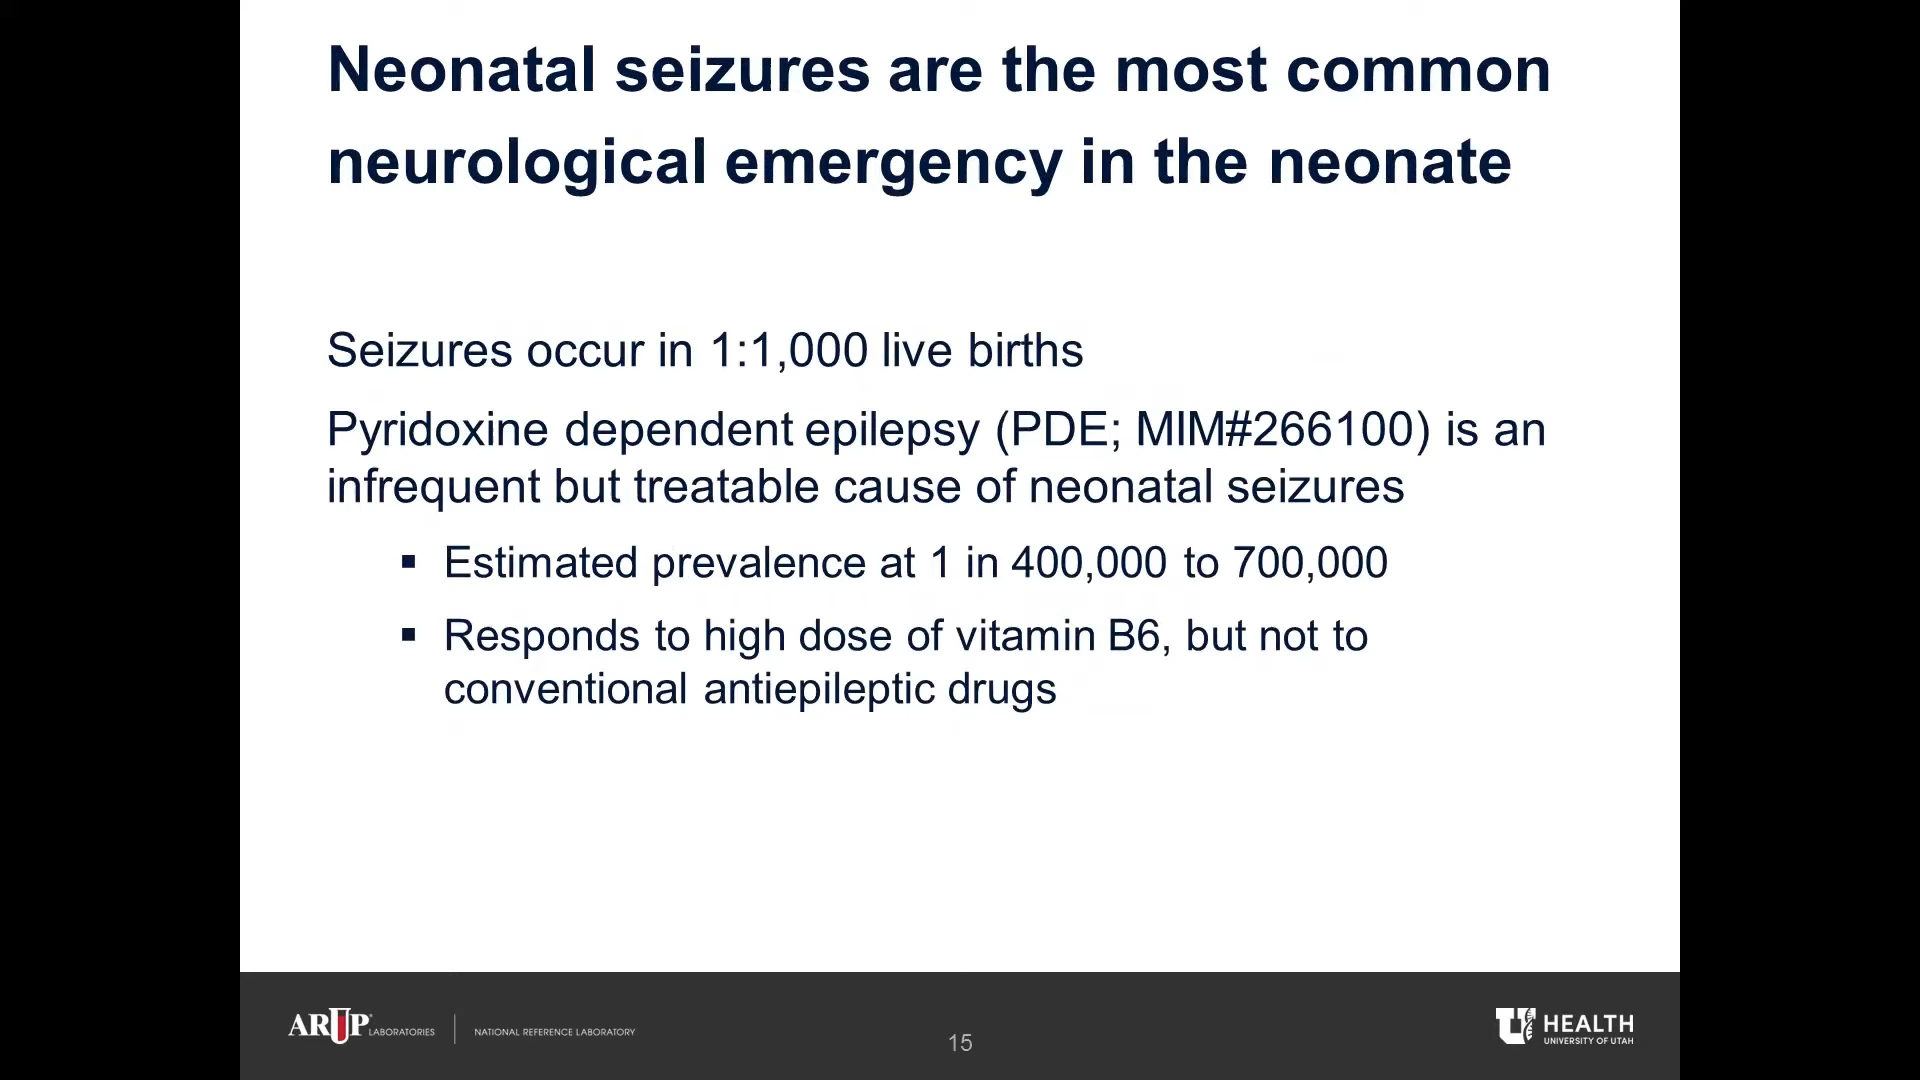 Neonatal seizures are the most common
neurological emergency in the neonate
Seizures occur in 1:1,000 live births
Pyridoxine dependent epilepsy (PDE; MIM#266100) is an
infrequent but treatable cause of neonatal seizures
▪ Estimated prevalence at 1 in 400,000 to 700,000
▪ Responds to high dose of vitamin B6, but not to
conventional antiepileptic drugs
ARUP® LABORATORIES | NATIONAL REFERENCE LABORATORY
15
U HEALTH
UNIVERSITY OF UTAH